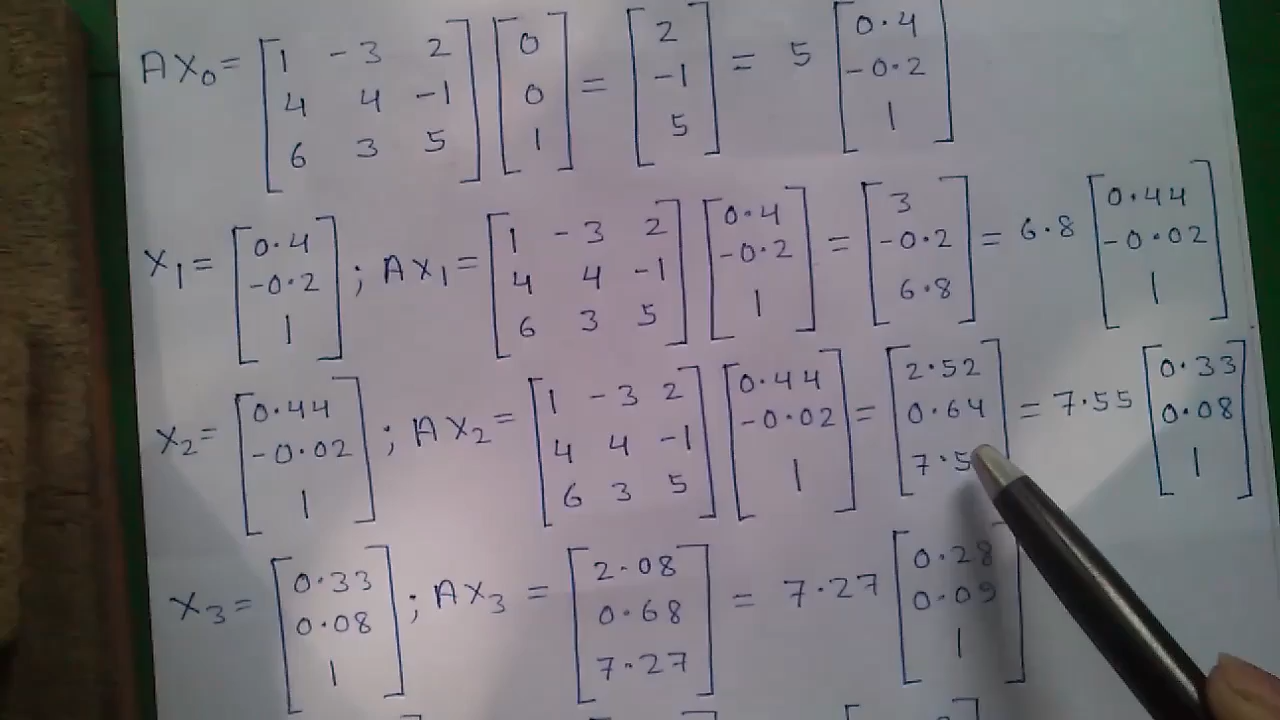 AX0 = [1 -3 2; 4 4 -1; 6 3 5] [0; 0; 1] = [2; -1; 5] = 5 [0.4; -0.2; 1]
X1 = [0.4; -0.2; 1] ; AX1 = [1 -3 2; 4 4 -1; 6 3 5] [0.4; -0.2; 1] = [3; -0.2; 6.8] = 6.8 [0.44; -0.02; 1]
X2 = [0.44; -0.02; 1] ; AX2 = [1 -3 2; 4 4 -1; 6 3 5] [0.44; -0.02; 1] = [2.52; 0.64; 7.5] = 7.55 [0.33; 0.08; 1]
X3 = [0.33; 0.08; 1] ; AX3 = [2.08; 0.68; 7.27] = 7.27 [0.28; 0.09; 1]